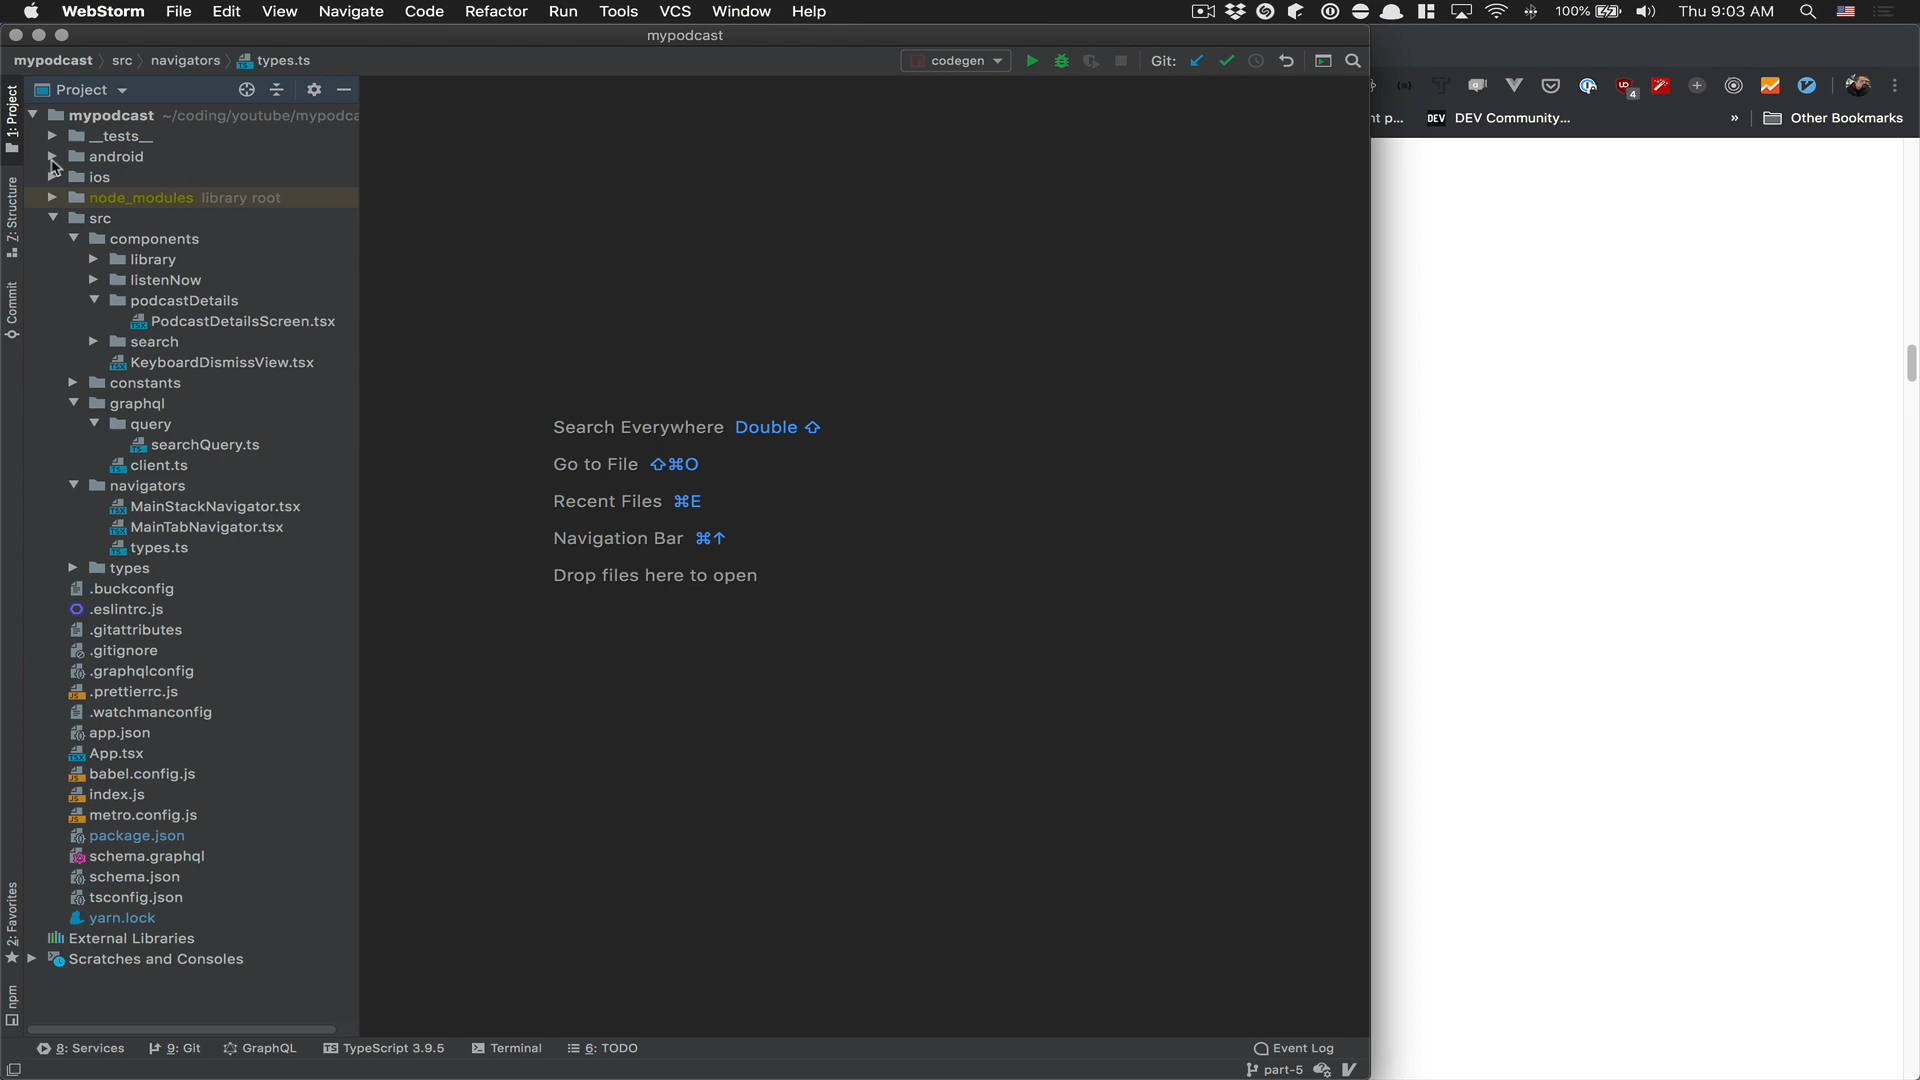 WebStorm File Edit View Navigate Code Refactor Run Tools VCS Window Help 100% Thu 9:03 AM
mypodcast
mypodcast src navigators types.ts codegen Git:
Project
mypodcast ~/coding/youtube/mypodca
__tests__
android
ios
node_modules library root
src
components
library
listenNow
podcastDetails
PodcastDetailsScreen.tsx
search
KeyboardDismissView.tsx
constants
graphql
query
searchQuery.ts
client.ts
navigators
MainStackNavigator.tsx
MainTabNavigator.tsx
types.ts
types
.buckconfig
.eslintrc.js
.gitattributes
.gitignore
.graphqlconfig
.prettierrc.js
.watchmanconfig
app.json
App.tsx
babel.config.js
index.js
metro.config.js
package.json
schema.graphql
schema.json
tsconfig.json
yarn.lock
External Libraries
Scratches and Consoles
1: Project
7: Structure
Commit
2: Favorites
npm
Search Everywhere Double ⇧
Go to File ⇧⌘O
Recent Files ⌘E
Navigation Bar ⌘↑
Drop files here to open
4
nt p... DEV DEV Community... » Other Bookmarks
8: Services 9: Git GraphQL TS TypeScript 3.9.5 Terminal 6: TODO Event Log
part-5